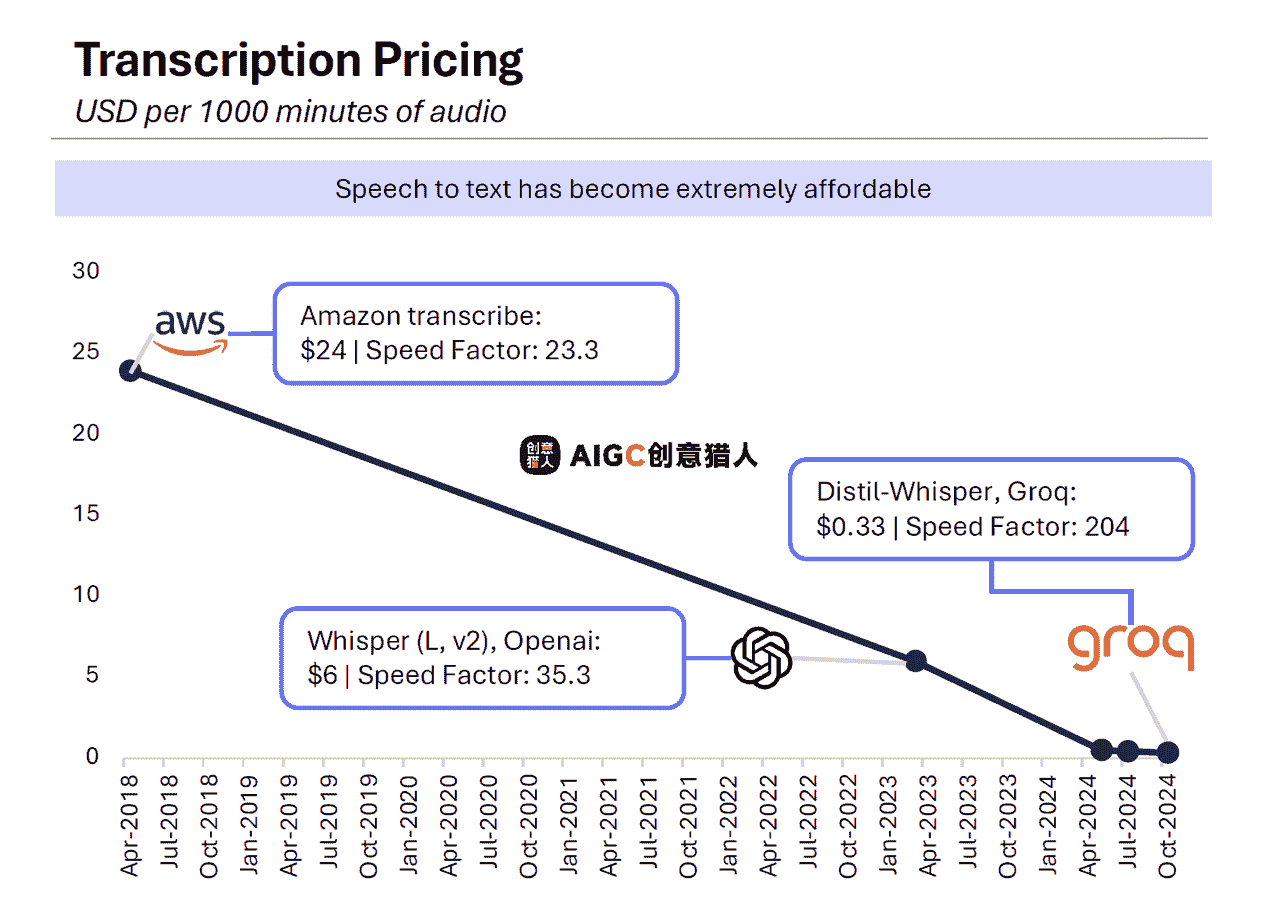 Transcription Pricing
USD per 1000 minutes of audio
Speech to text has become extremely affordable
30
25
20
15
10
5
0
aws
Amazon transcribe:
$24 | Speed Factor: 23.3
创意
猎人
AIGC创意猎人
Distil-Whisper, Groq:
$0.33 | Speed Factor: 204
Whisper (L, v2), Openai:
$6 | Speed Factor: 35.3
groq
Apr-2018
Jul-2018
Oct-2018
Jan-2019
Apr-2019
Jul-2019
Oct-2019
Jan-2020
Apr-2020
Jul-2020
Oct-2020
Jan-2021
Apr-2021
Jul-2021
Oct-2021
Jan-2022
Apr-2022
Jul-2022
Oct-2022
Jan-2023
Apr-2023
Jul-2023
Oct-2023
Jan-2024
Apr-2024
Jul-2024
Oct-2024